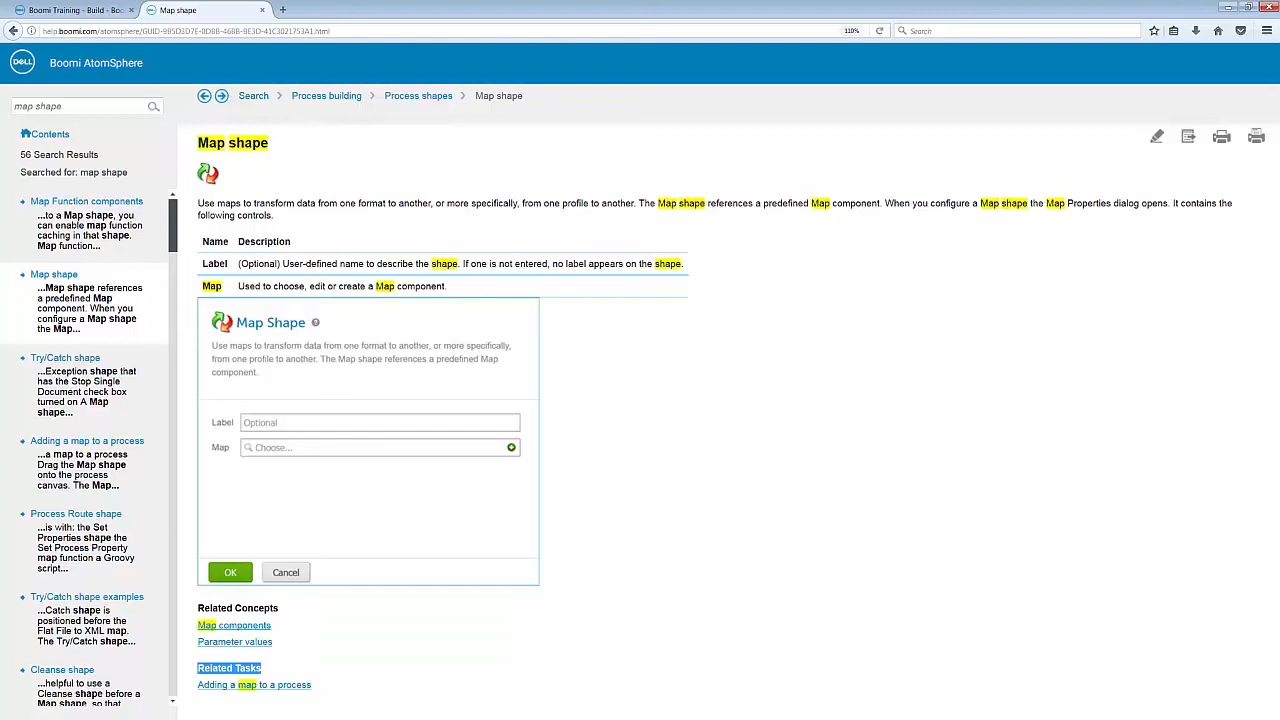 Boomi Training - Build - Boo
Map shape
help.boomi.com/atomsphere/GUID-9B5D3D7E-0DBB-46BB-BE3D-41C3021753A1.html
110%
Search
DELL
Boomi AtomSphere
map shape
Contents
56 Search Results
Searched for: map shape
Map Function components
...to a Map shape, you
can enable map function
caching in that shape.
Map function...
Map shape
...Map shape references
a predefined Map
component. When you
configure a Map shape
the Map...
Try/Catch shape
...Exception shape that
has the Stop Single
Document check box
turned on A Map
shape...
Adding a map to a process
...a map to a process
Drag the Map shape
onto the process
canvas. The Map...
Process Route shape
...is with: the Set
Properties shape the
Set Process Property
map function a Groovy
script...
Try/Catch shape examples
...Catch shape is
positioned before the
Flat File to XML map.
The Try/Catch shape...
Cleanse shape
...helpful to use a
Cleanse shape before a
Map shape, so that
Search
Process building
Process shapes
Map shape
Map shape
Use maps to transform data from one format to another, or more specifically, from one profile to another. The Map shape references a predefined Map component. When you configure a Map shape the Map Properties dialog opens. It contains the
following controls.
Name Description
Label (Optional) User-defined name to describe the shape. If one is not entered, no label appears on the shape.
Map Used to choose, edit or create a Map component.
Map Shape
Use maps to transform data from one format to another, or more specifically,
from one profile to another. The Map shape references a predefined Map
component.
Label Optional
Map Choose...
OK Cancel
Related Concepts
Map components
Parameter values
Related Tasks
Adding a map to a process